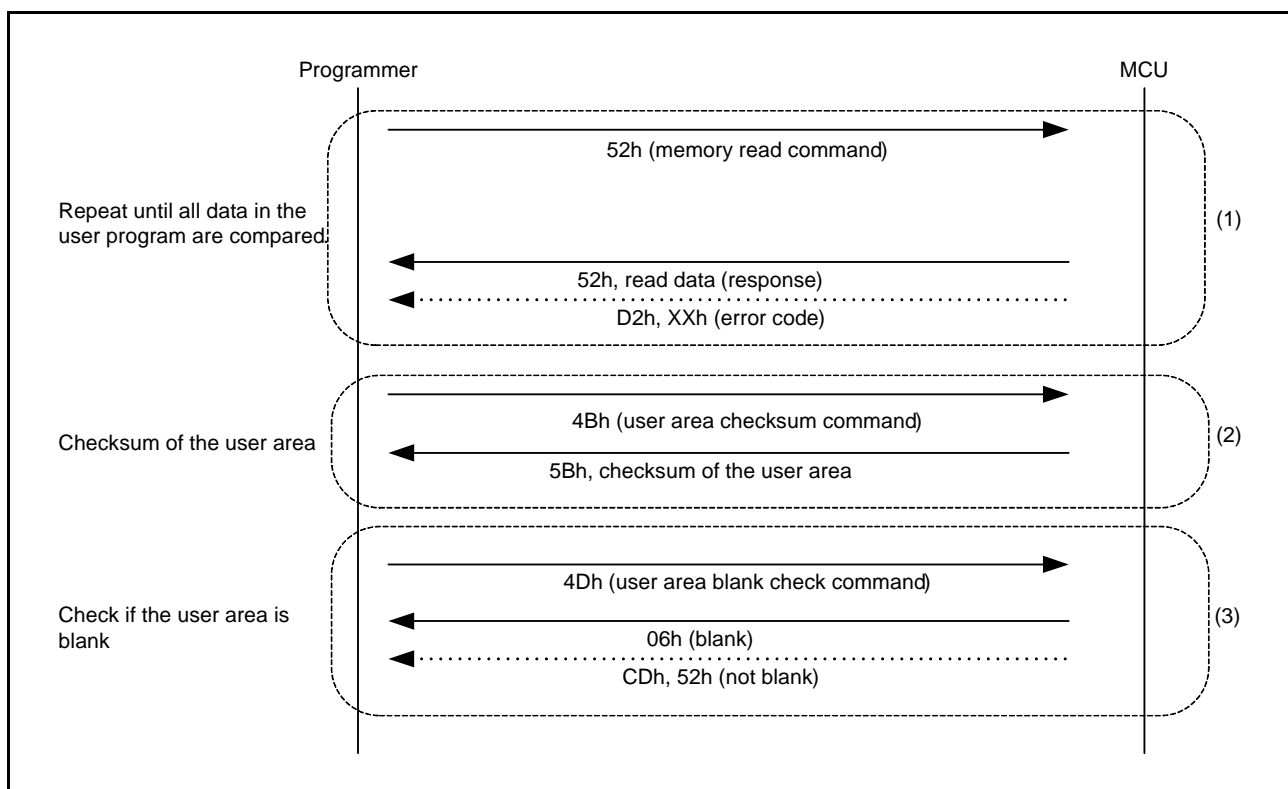 Programmer
MCU
52h (memory read command)
Repeat until all data in the
user program are compared.
(1)
52h, read data (response)
D2h, XXh (error code)
4Bh (user area checksum command)
Checksum of the user area
(2)
5Bh, checksum of the user area
4Dh (user area blank check command)
Check if the user area is
blank
(3)
06h (blank)
CDh, 52h (not blank)